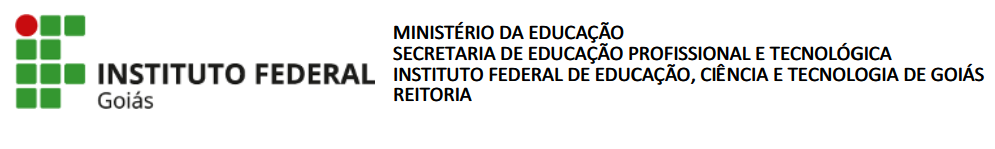 INSTITUTO FEDERAL
Goiás
MINISTÉRIO DA EDUCAÇÃO
SECRETARIA DE EDUCAÇÃO PROFISSIONAL E TECNOLÓGICA
INSTITUTO FEDERAL DE EDUCAÇÃO, CIÊNCIA E TECNOLOGIA DE GOIÁS
REITORIA